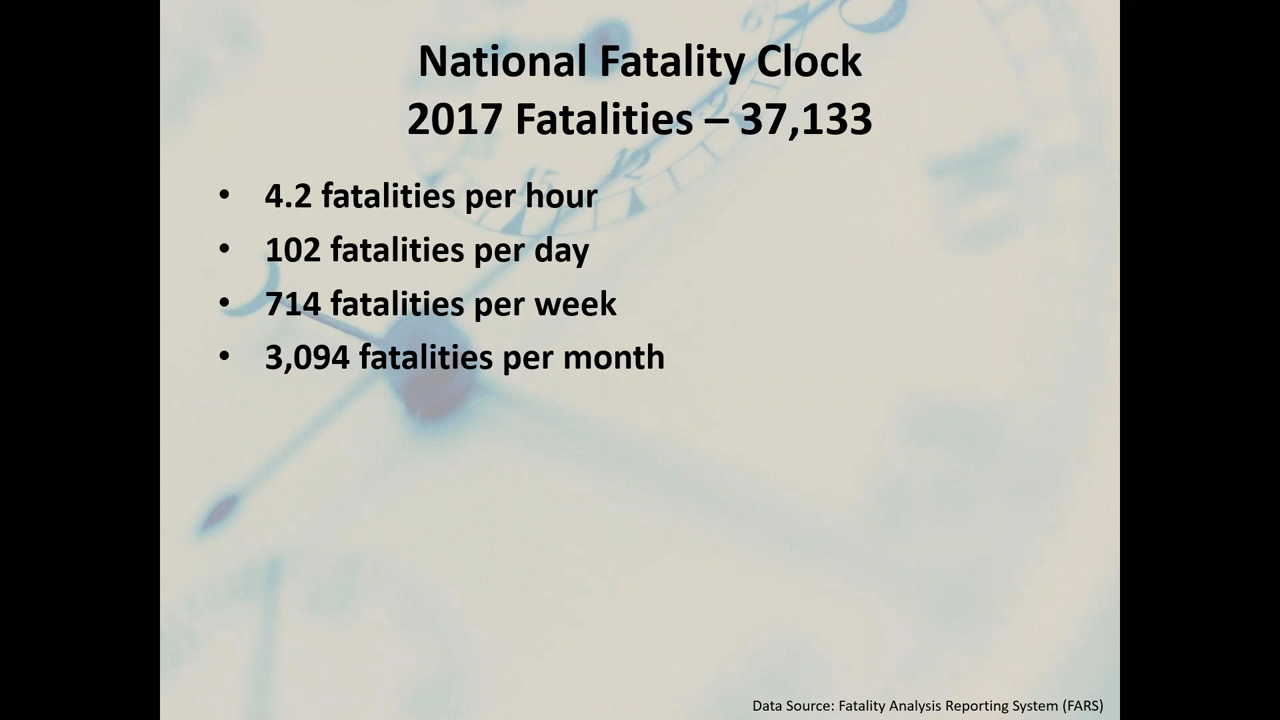 National Fatality Clock
2017 Fatalities – 37,133
• 4.2 fatalities per hour
• 102 fatalities per day
• 714 fatalities per week
• 3,094 fatalities per month
Data Source: Fatality Analysis Reporting System (FARS)